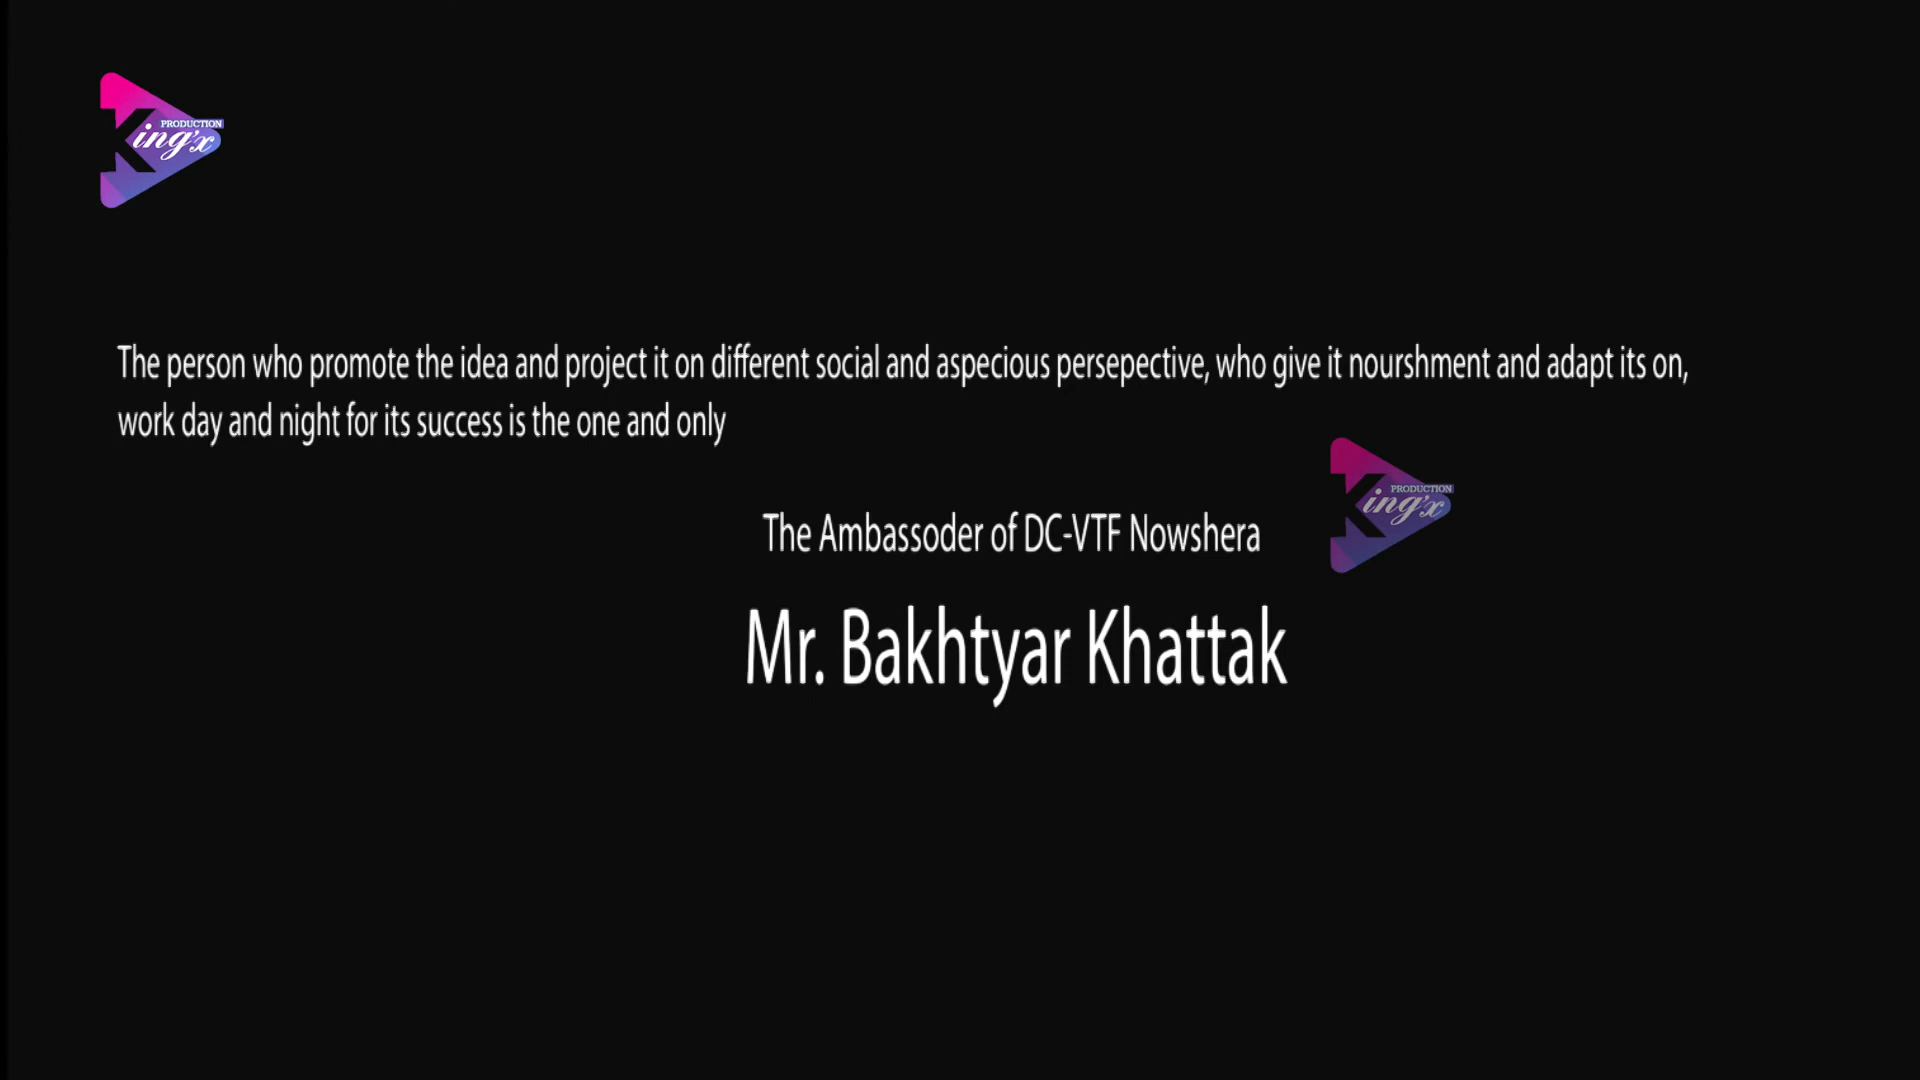 PRODUCTION
King'x
The person who promote the idea and project it on different social and aspecious persepective, who give it nourshment and adapt its on,
work day and night for its success is the one and only
PRODUCTION
King'x
The Ambassoder of DC-VTF Nowshera
Mr. Bakhtyar Khattak